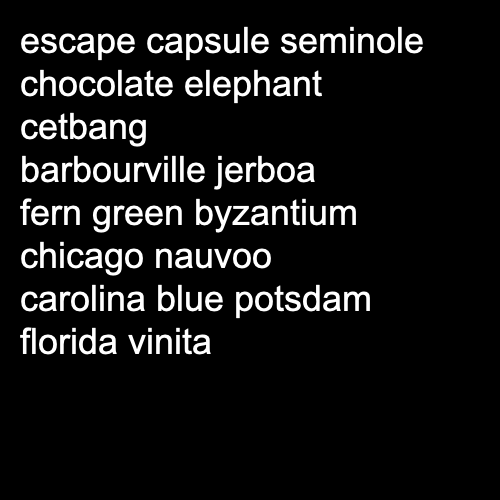 escape capsule seminole
chocolate elephant
cetbang
barbourville jerboa
fern green byzantium
chicago nauvoo
carolina blue potsdam
florida vinita